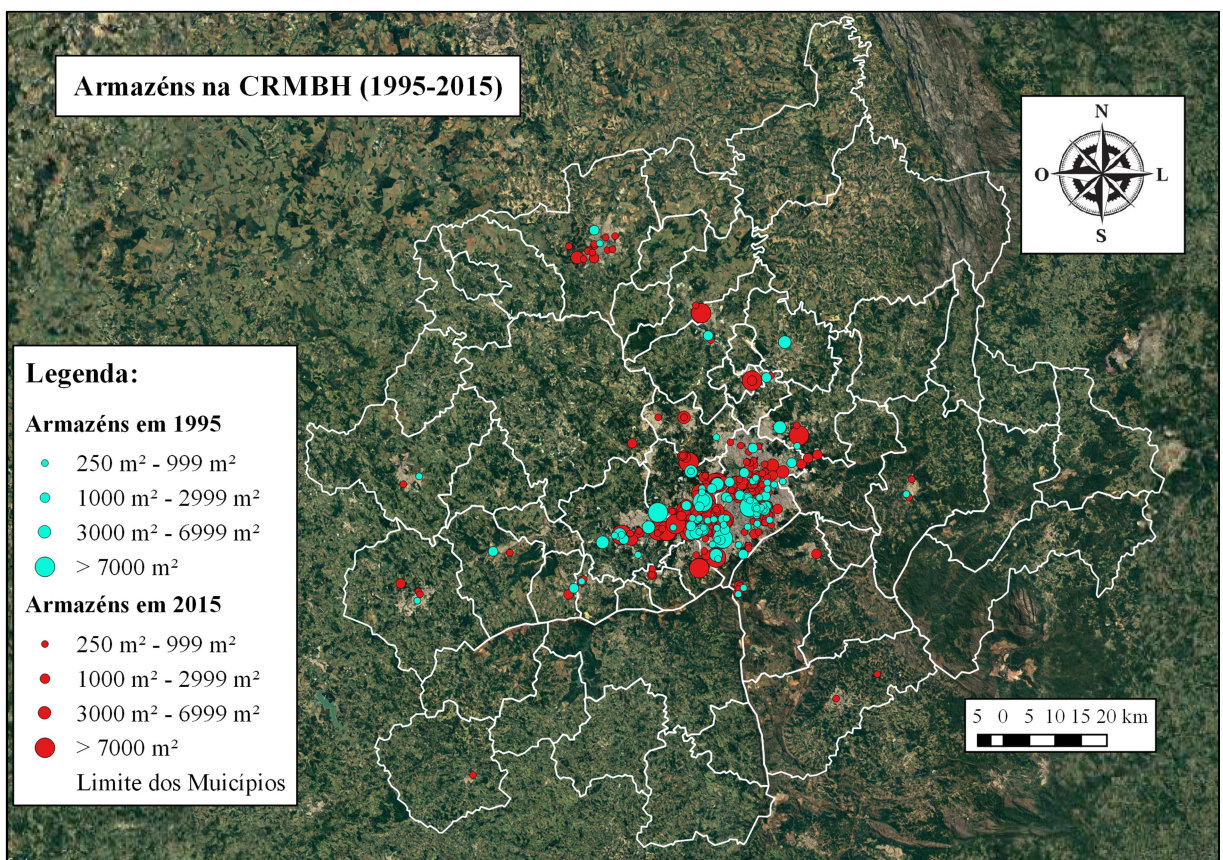 Armazéns na CRMBH (1995-2015)
N
O
L
S
Legenda:
Armazéns em 1995
250 m² - 999 m²
1000 m² - 2999 m²
3000 m² - 6999 m²
> 7000 m²
Armazéns em 2015
250 m² - 999 m²
1000 m² - 2999 m²
3000 m² - 6999 m²
> 7000 m²
Limite dos Muicípios
5 0 5 10 15 20 km